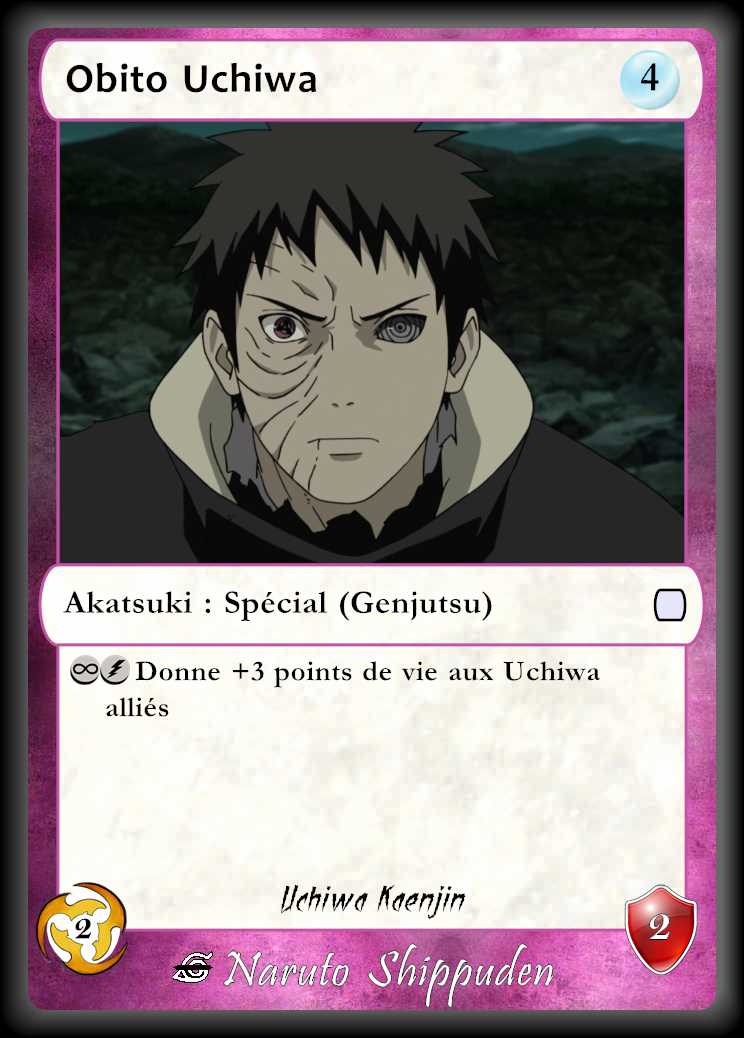 Obito Uchiwa
4
Akatsuki : Spécial (Genjutsu)
Donne +3 points de vie aux Uchiwa
alliés
Uchiwa Kaenjin
2
2
Naruto Shippuden